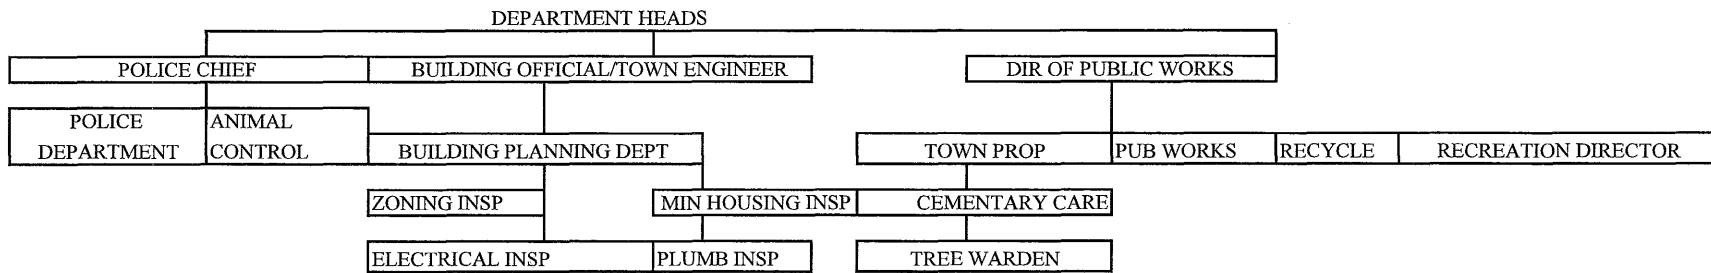 DEPARTMENT HEADS
POLICE CHIEF
BUILDING OFFICIAL/TOWN ENGINEER
DIR OF PUBLIC WORKS
POLICE
DEPARTMENT
ANIMAL
CONTROL
BUILDING PLANNING DEPT
TOWN PROP
PUB WORKS
RECYCLE
RECREATION DIRECTOR
ZONING INSP
MIN HOUSING INSP
CEMENTARY CARE
ELECTRICAL INSP
PLUMB INSP
TREE WARDEN